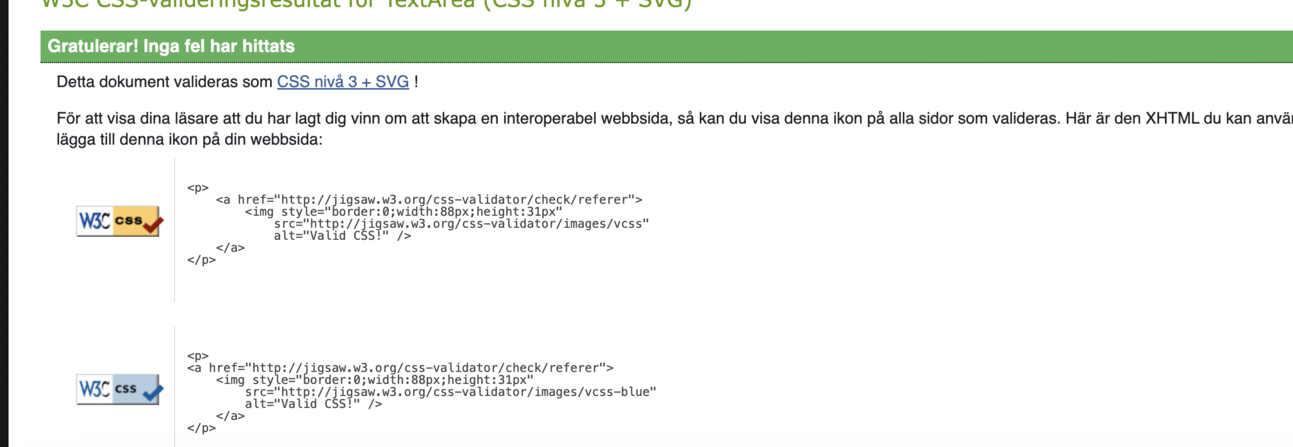 W3C CSS-valideringsresultat för TextArea (CSS nivå 3 + SVG)
Gratulerar! Inga fel har hittats
Detta dokument valideras som CSS nivå 3 + SVG !
För att visa dina läsare att du har lagt dig vinn om att skapa en interoperabel webbsida, så kan du visa denna ikon på alla sidor som valideras. Här är den XHTML du kan
lägga till denna ikon på din webbsida:
W3C css
<p>
<a href="http://jigsaw.w3.org/css-validator/check/referer">
<img style="border:0;width:88px;height:31px"
src="http://jigsaw.w3.org/css-validator/images/vcss"
alt="Valid CSS!" />
</a>
</p>
W3C css
<p>
<a href="http://jigsaw.w3.org/css-validator/check/referer">
<img style="border:0;width:88px;height:31px"
src="http://jigsaw.w3.org/css-validator/images/vcss-blue"
alt="Valid CSS!" />
</a>
</p>